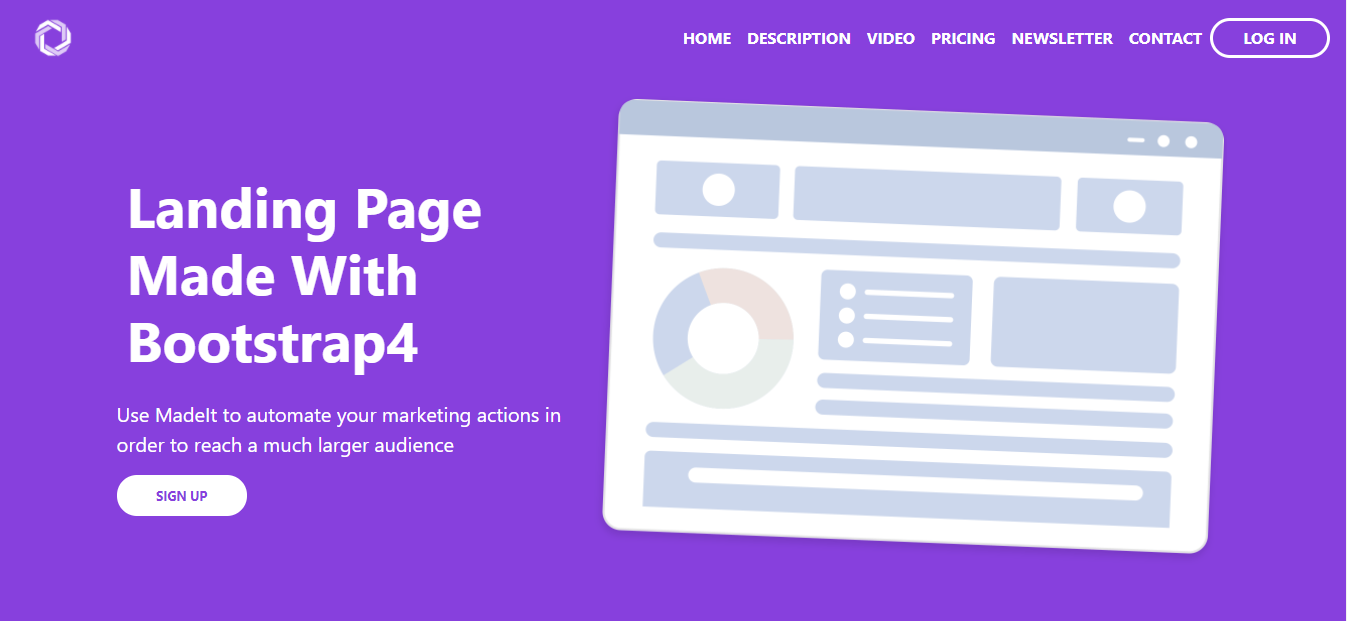 HOME DESCRIPTION VIDEO PRICING NEWSLETTER CONTACT LOG IN
Landing Page
Made With
Bootstrap4
Use MadeIt to automate your marketing actions in
order to reach a much larger audience
SIGN UP